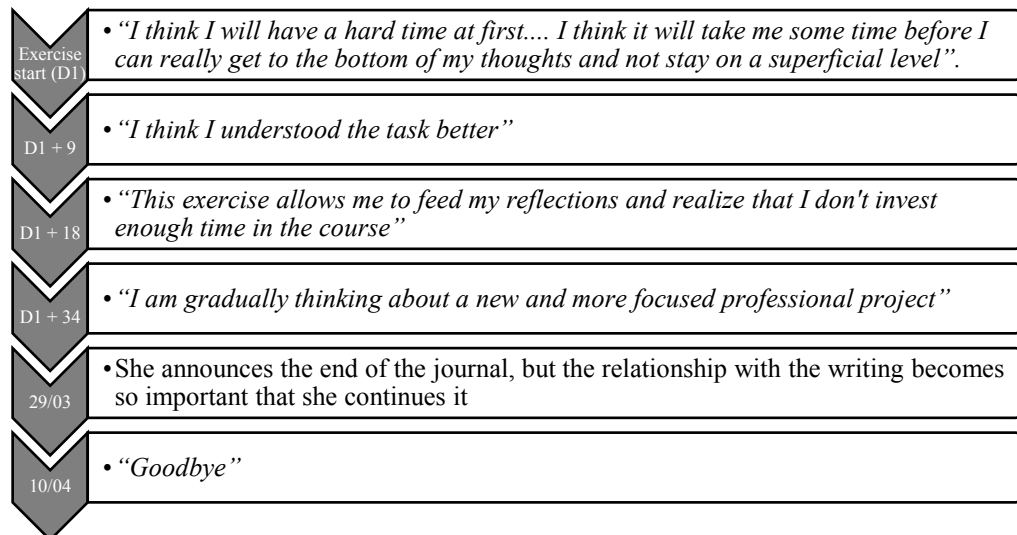 Exercise
start (D1)
• “I think I will have a hard time at first.... I think it will take me some time before I
can really get to the bottom of my thoughts and not stay on a superficial level”.
D1 + 9
• “I think I understood the task better”
D1 + 18
• “This exercise allows me to feed my reflections and realize that I don't invest
enough time in the course”
D1 + 34
• “I am gradually thinking about a new and more focused professional project”
29/03
• She announces the end of the journal, but the relationship with the writing becomes
so important that she continues it
10/04
• “Goodbye”